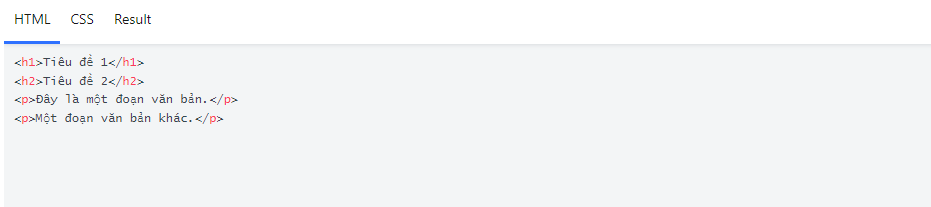 HTML CSS Result
<h1>Tiêu đề 1</h1>
<h2>Tiêu đề 2</h2>
<p>Đây là một đoạn văn bản.</p>
<p>Một đoạn văn bản khác.</p>